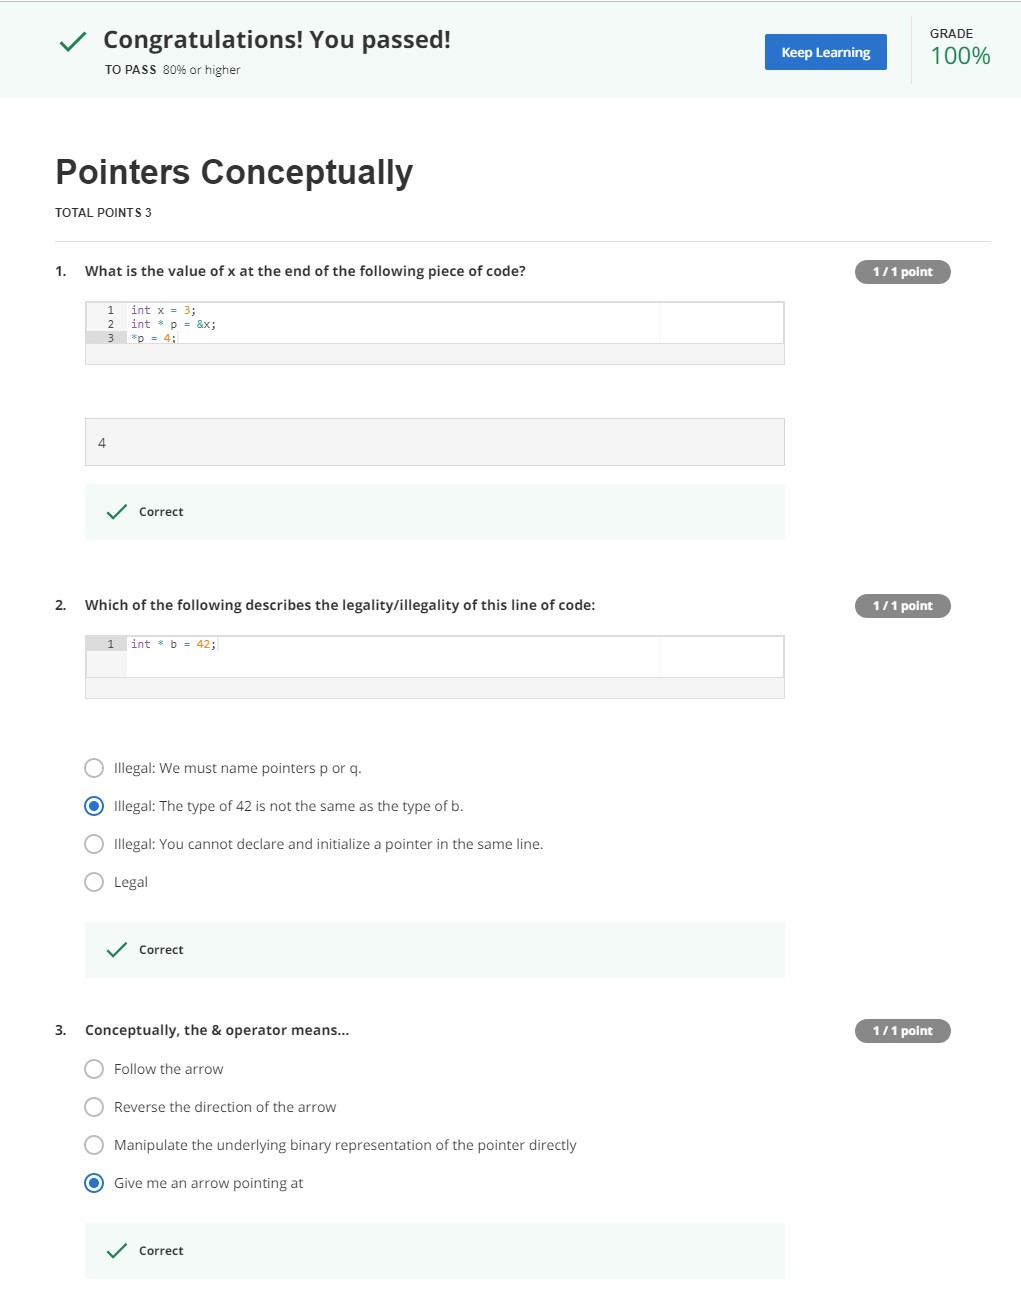 Congratulations! You passed!
TO PASS 80% or higher
Keep Learning
GRADE
100%
Pointers Conceptually
TOTAL POINTS 3
1. What is the value of x at the end of the following piece of code?
1 / 1 point
1 int x = 3;
2 int * p = &x;
3 *p = 4;
4
Correct
2. Which of the following describes the legality/illegality of this line of code:
1 / 1 point
1 int * b = 42;
Illegal: We must name pointers p or q.
Illegal: The type of 42 is not the same as the type of b.
Illegal: You cannot declare and initialize a pointer in the same line.
Legal
Correct
3. Conceptually, the & operator means...
1 / 1 point
Follow the arrow
Reverse the direction of the arrow
Manipulate the underlying binary representation of the pointer directly
Give me an arrow pointing at
Correct